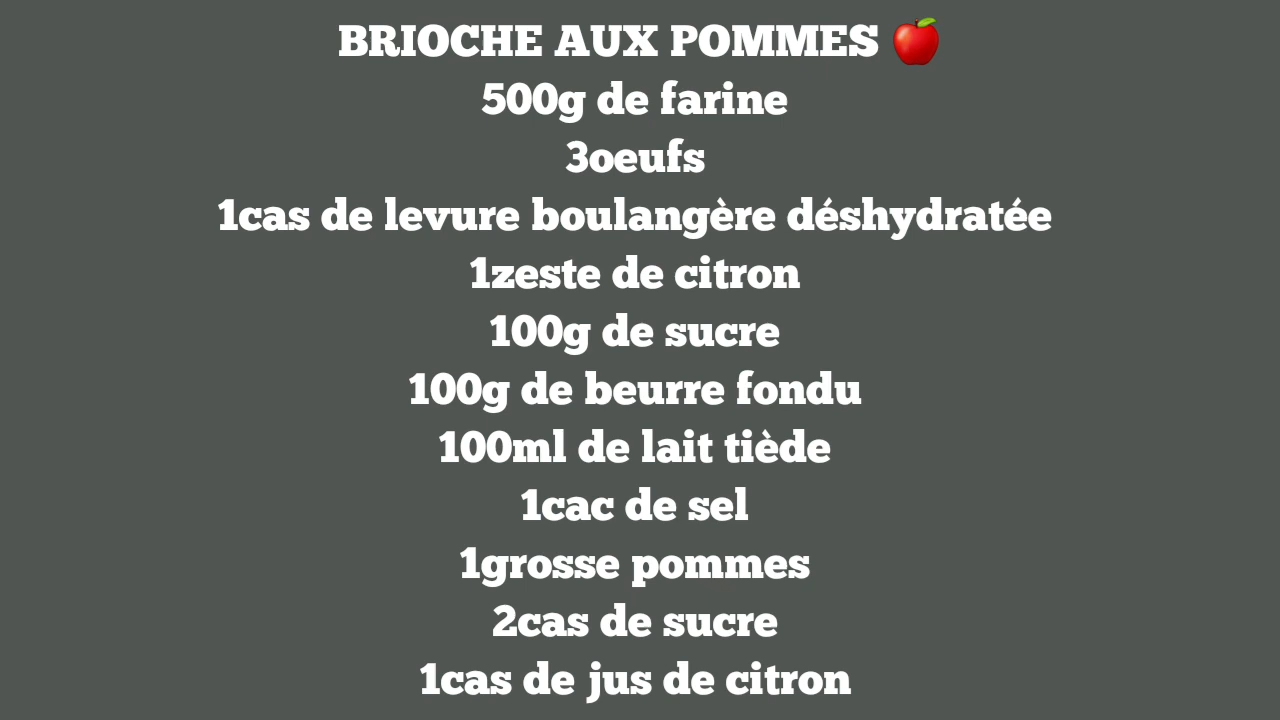 BRIOCHE AUX POMMES 🍎
500g de farine
3oeufs
1cas de levure boulangère déshydratée
1zeste de citron
100g de sucre
100g de beurre fondu
100ml de lait tiède
1cac de sel
1grosse pommes
2cas de sucre
1cas de jus de citron